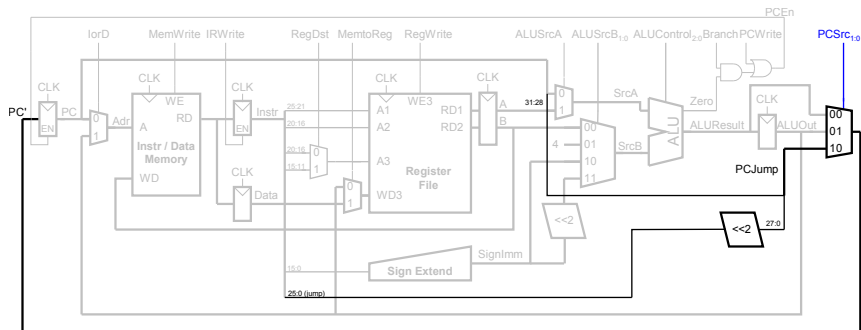 PCEn
IorD MemWrite IRWrite RegDst MemtoReg RegWrite ALUSrcA ALUSrcB1:0 ALUControl2:0 Branch PCWrite PCSrc1:0
CLK CLK CLK CLK CLK CLK
PC' PC EN 0 1 Adr A WE RD Instr / Data Memory WD
EN Instr 25:21 20:16 A1 A2 WE3 RD1 RD2 A B 31:28 0 1 SrcA Zero
00 01 10 11 4 SrcB ALU ALUResult ALUOut 00 01 10
CLK Data 20:16 15:11 0 1 A3 0 1 WD3 Register File PCJump
<<2 <<2 27:0
SignImm
15:0 Sign Extend
25:0 (jump)